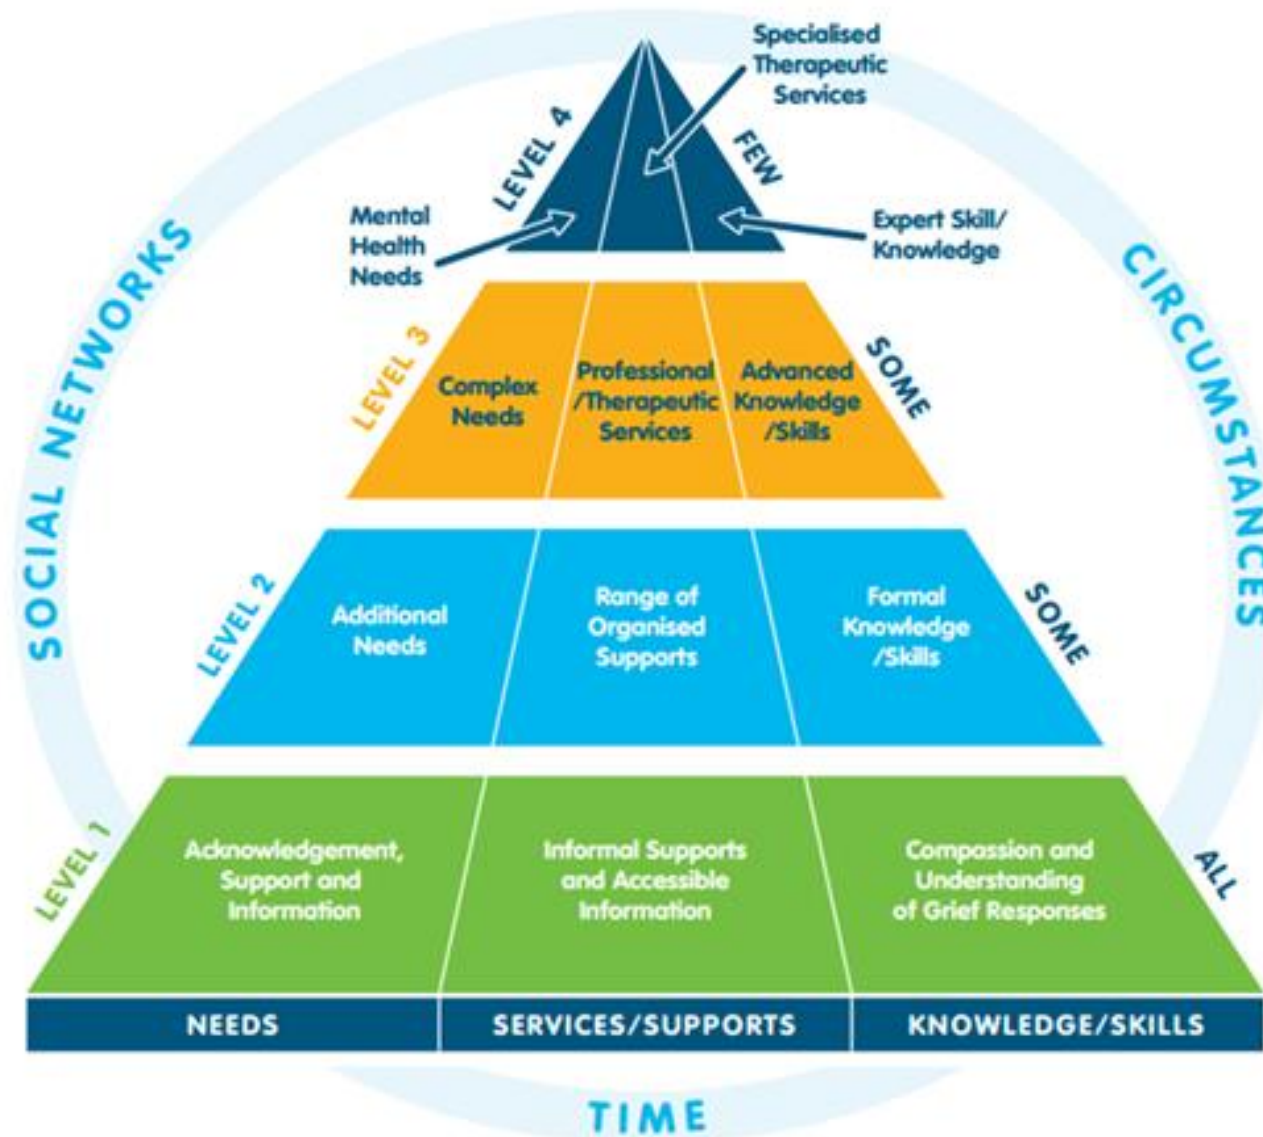 Specialised
Therapeutic
Services
LEVEL 4
FEW
Mental
Health
Needs
Expert Skill/
Knowledge
SOCIAL NETWORKS
CIRCUMSTANCES
LEVEL 3
SOME
Complex
Needs
Professional
/Therapeutic
Services
Advanced
Knowledge
/Skills
LEVEL 2
SOME
Additional
Needs
Range of
Organised
Supports
Formal
Knowledge
/Skills
LEVEL 1
ALL
Acknowledgement,
Support and
Information
Informal Supports
and Accessible
Information
Compassion and
Understanding
of Grief Responses
NEEDS
SERVICES/SUPPORTS
KNOWLEDGE/SKILLS
TIME